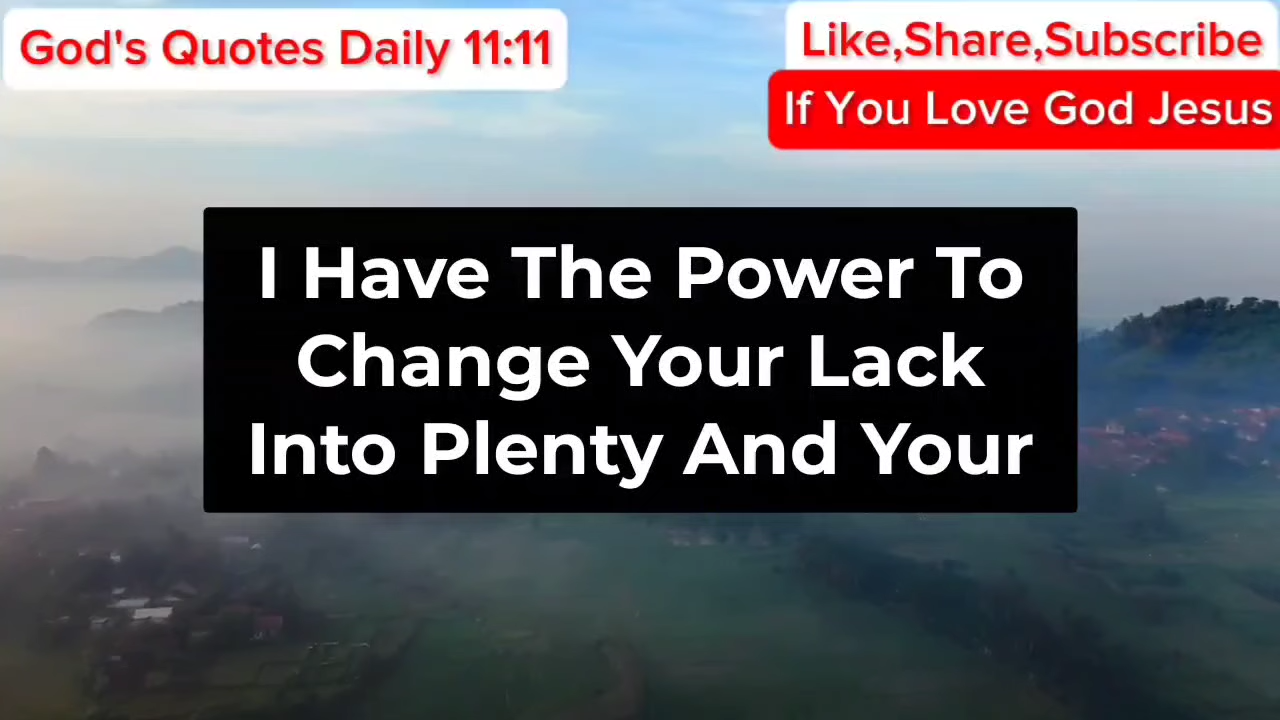 God's Quotes Daily 11:11
Like,Share,Subscribe
If You Love God Jesus
I Have The Power To
Change Your Lack
Into Plenty And Your